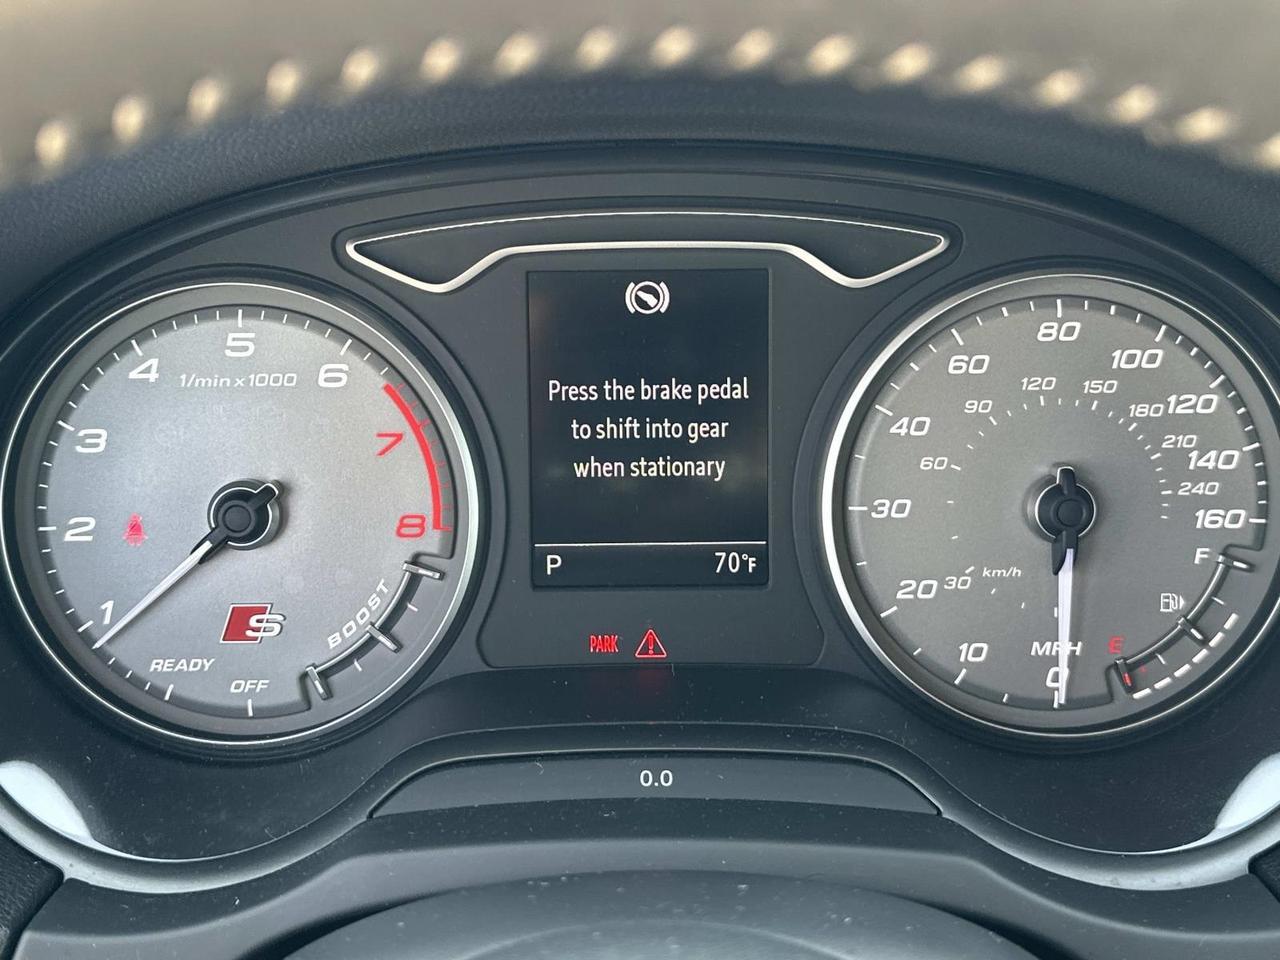 Press the brake pedal
to shift into gear
when stationary
P 70°F
PARK
0.0
1/min x 1000
1
2
3
4
5
6
7
8
READY
OFF
S
BOOST
0
10
20
30
40
60
80
100
120
140
160
MPH
30
60
90
120
150
180
210
240
km/h
F
E